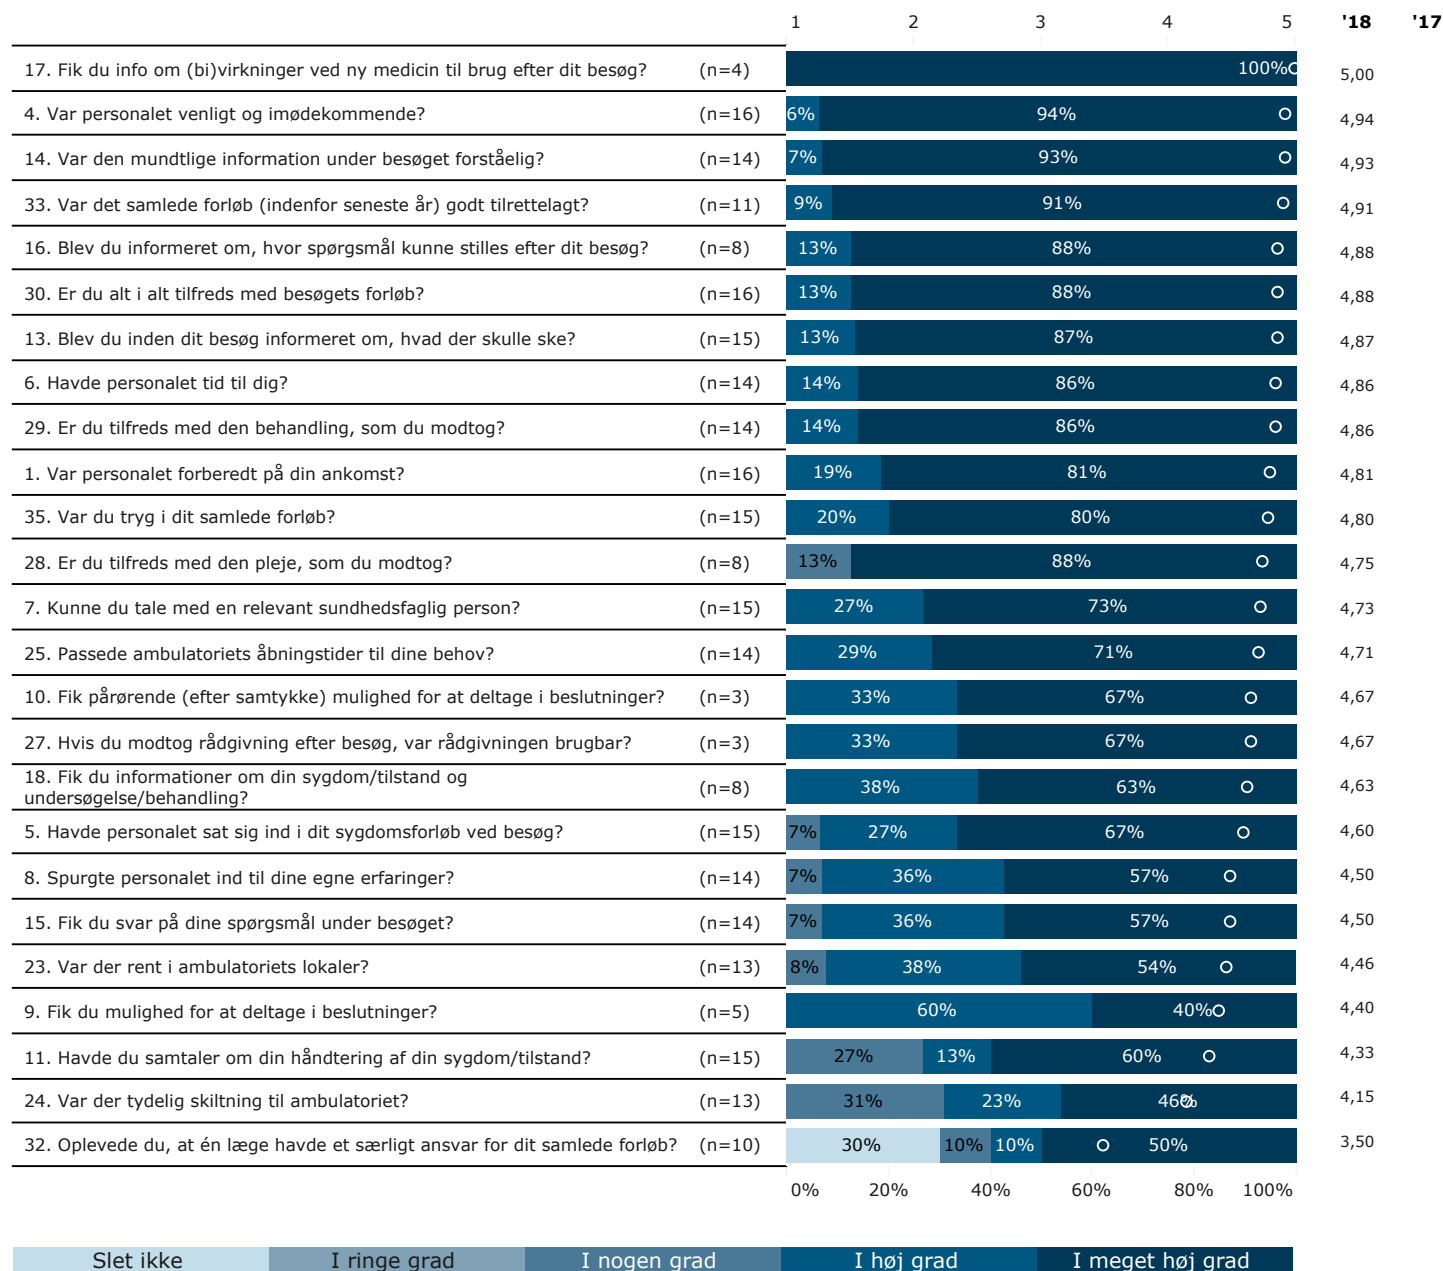 1 2 3 4 5 '18 '17
17. Fik du info om (bi)virkninger ved ny medicin til brug efter dit besøg? (n=4) 100% 5,00
4. Var personalet venligt og imødekommende? (n=16) 6% 94% 4,94
14. Var den mundtlige information under besøget forståelig? (n=14) 7% 93% 4,93
33. Var det samlede forløb (indenfor seneste år) godt tilrettelagt? (n=11) 9% 91% 4,91
16. Blev du informeret om, hvor spørgsmål kunne stilles efter dit besøg? (n=8) 13% 88% 4,88
30. Er du alt i alt tilfreds med besøgets forløb? (n=16) 13% 88% 4,88
13. Blev du inden dit besøg informeret om, hvad der skulle ske? (n=15) 13% 87% 4,87
6. Havde personalet tid til dig? (n=14) 14% 86% 4,86
29. Er du tilfreds med den behandling, som du modtog? (n=14) 14% 86% 4,86
1. Var personalet forberedt på din ankomst? (n=16) 19% 81% 4,81
35. Var du tryg i dit samlede forløb? (n=15) 20% 80% 4,80
28. Er du tilfreds med den pleje, som du modtog? (n=8) 13% 88% 4,75
7. Kunne du tale med en relevant sundhedsfaglig person? (n=15) 27% 73% 4,73
25. Passede ambulatoriets åbningstider til dine behov? (n=14) 29% 71% 4,71
10. Fik pårørende (efter samtykke) mulighed for at deltage i beslutninger? (n=3) 33% 67% 4,67
27. Hvis du modtog rådgivning efter besøg, var rådgivningen brugbar? (n=3) 33% 67% 4,67
18. Fik du informationer om din sygdom/tilstand og
undersøgelse/behandling? (n=8) 38% 63% 4,63
5. Havde personalet sat sig ind i dit sygdomsforløb ved besøg? (n=15) 7% 27% 67% 4,60
8. Spurgte personalet ind til dine egne erfaringer? (n=14) 7% 36% 57% 4,50
15. Fik du svar på dine spørgsmål under besøget? (n=14) 7% 36% 57% 4,50
23. Var der rent i ambulatoriets lokaler? (n=13) 8% 38% 54% 4,46
9. Fik du mulighed for at deltage i beslutninger? (n=5) 60% 40% 4,40
11. Havde du samtaler om din håndtering af din sygdom/tilstand? (n=15) 27% 13% 60% 4,33
24. Var der tydelig skiltning til ambulatoriet? (n=13) 31% 23% 46% 4,15
32. Oplevede du, at én læge havde et særligt ansvar for dit samlede forløb? (n=10) 30% 10% 10% 50% 3,50
0% 20% 40% 60% 80% 100%
Slet ikke I ringe grad I nogen grad I høj grad I meget høj grad